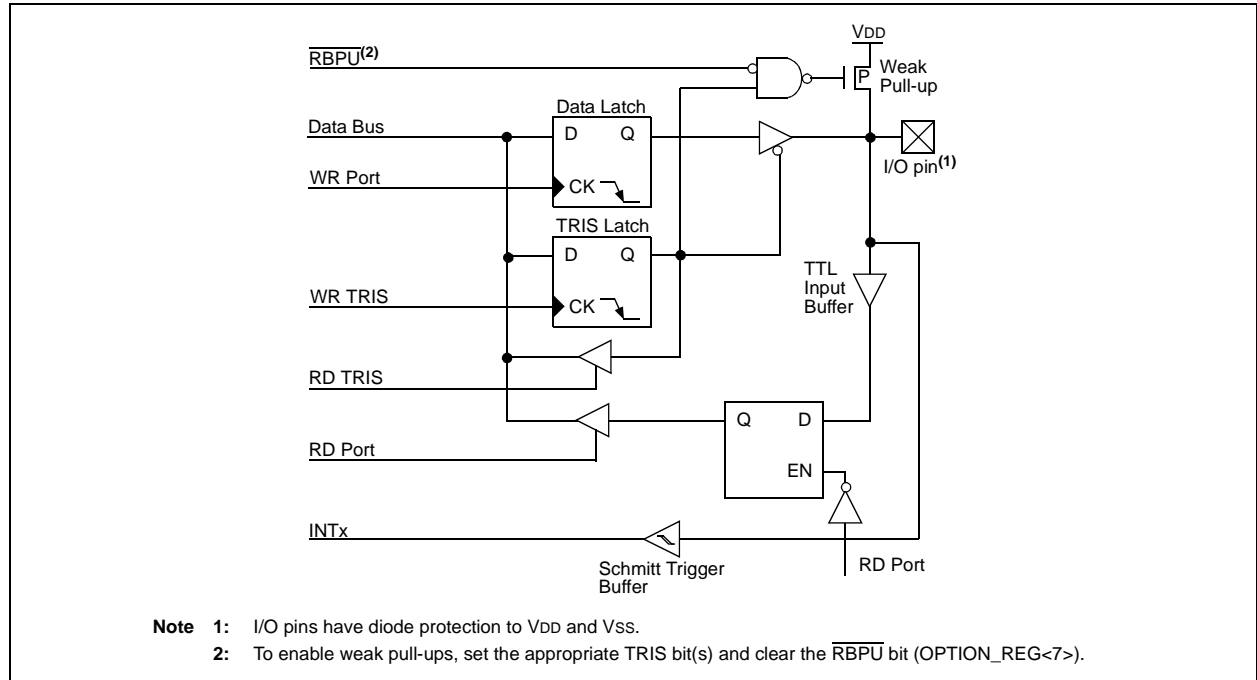 VDD
RBPU(2)
Weak
Pull-up
P
Data Latch
Data Bus
D Q
I/O pin(1)
WR Port
CK
TRIS Latch
D Q
TTL
Input
Buffer
WR TRIS
CK
RD TRIS
Q D
RD Port
EN
INTx
Schmitt Trigger
Buffer
RD Port
Note 1: I/O pins have diode protection to VDD and VSS.
2: To enable weak pull-ups, set the appropriate TRIS bit(s) and clear the RBPU bit (OPTION_REG<7>).